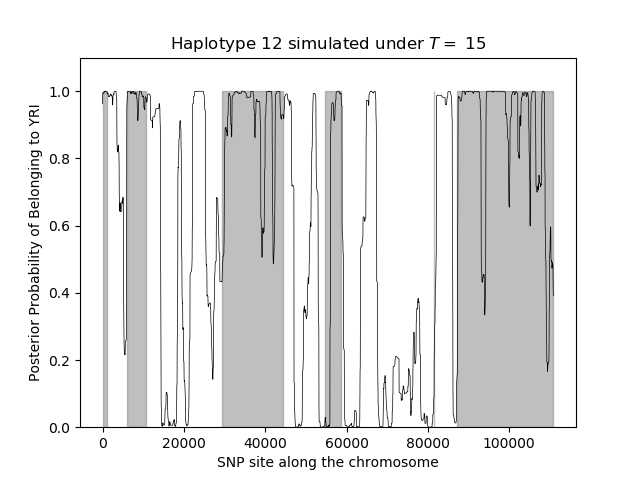 Haplotype 12 simulated under T = 15
Posterior Probability of Belonging to YRI
1.0
0.8
0.6
0.4
0.2
0.0
0 20000 40000 60000 80000 100000
SNP site along the chromosome